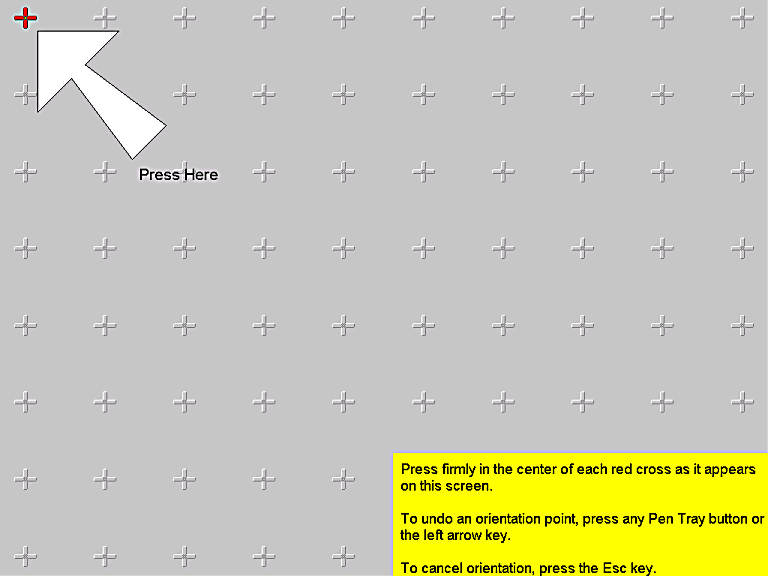 Press Here
Press firmly in the center of each red cross as it appears
on this screen.
To undo an orientation point, press any Pen Tray button or
the left arrow key.
To cancel orientation, press the Esc key.